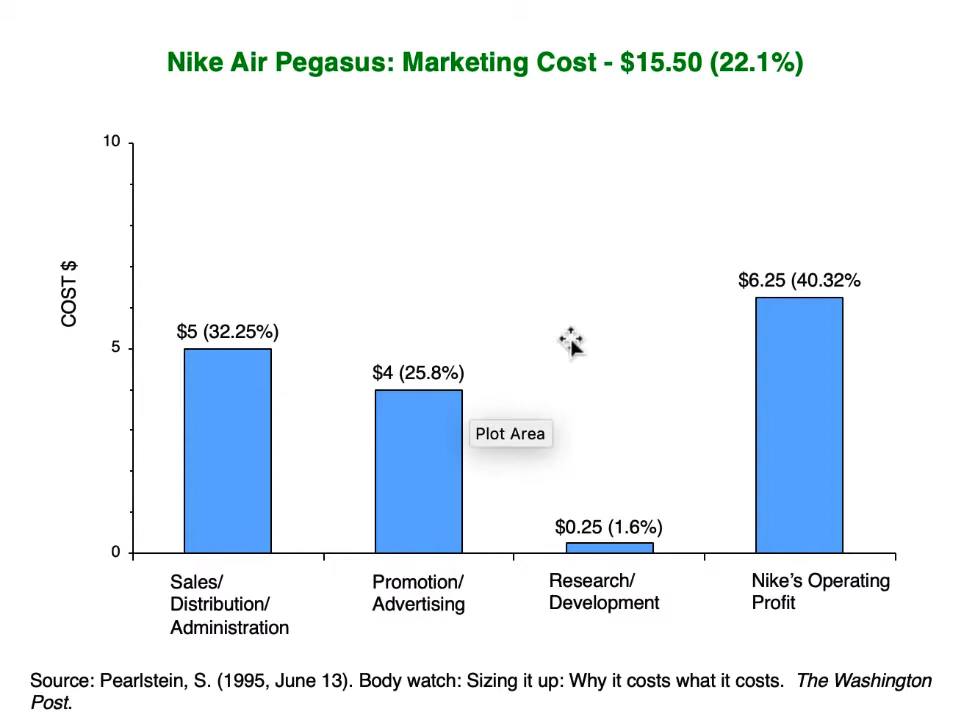 Nike Air Pegasus: Marketing Cost - $15.50 (22.1%)
10
COST $
$6.25 (40.32%
$5 (32.25%)
5
$4 (25.8%)
Plot Area
$0.25 (1.6%)
0
Sales/
Distribution/
Administration
Promotion/
Advertising
Research/
Development
Nike’s Operating
Profit
Source: Pearlstein, S. (1995, June 13). Body watch: Sizing it up: Why it costs what it costs. The Washington
Post.